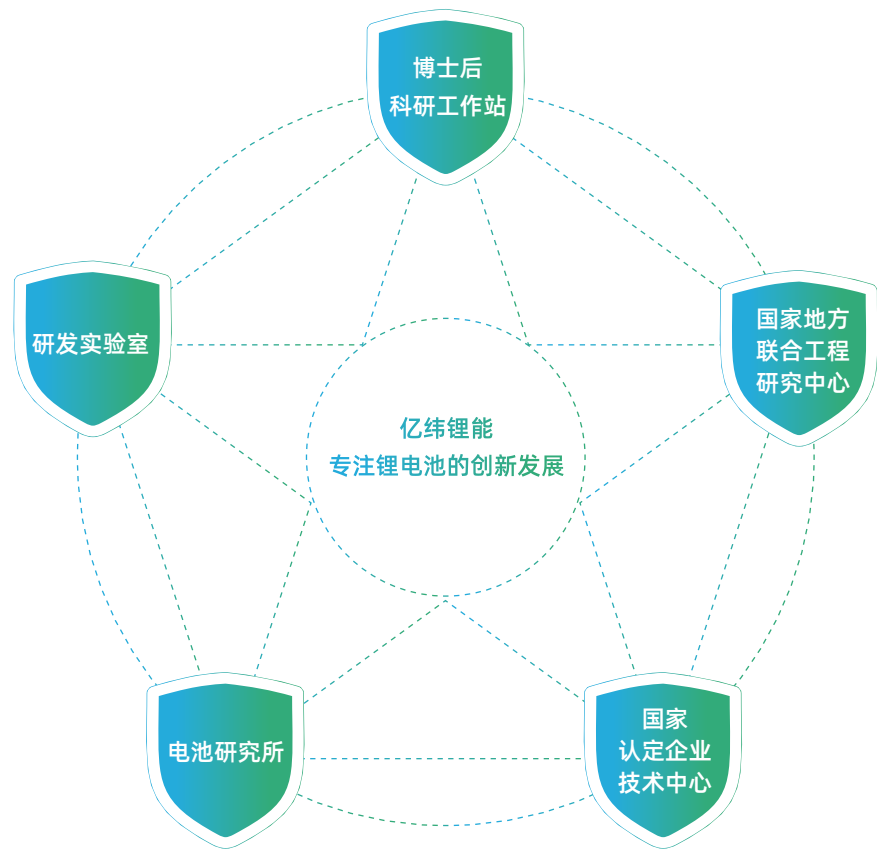 博士后
科研工作站
研发实验室
国家地方
联合工程
研究中心
亿纬锂能
专注锂电池的创新发展
电池研究所
国家
认定企业
技术中心